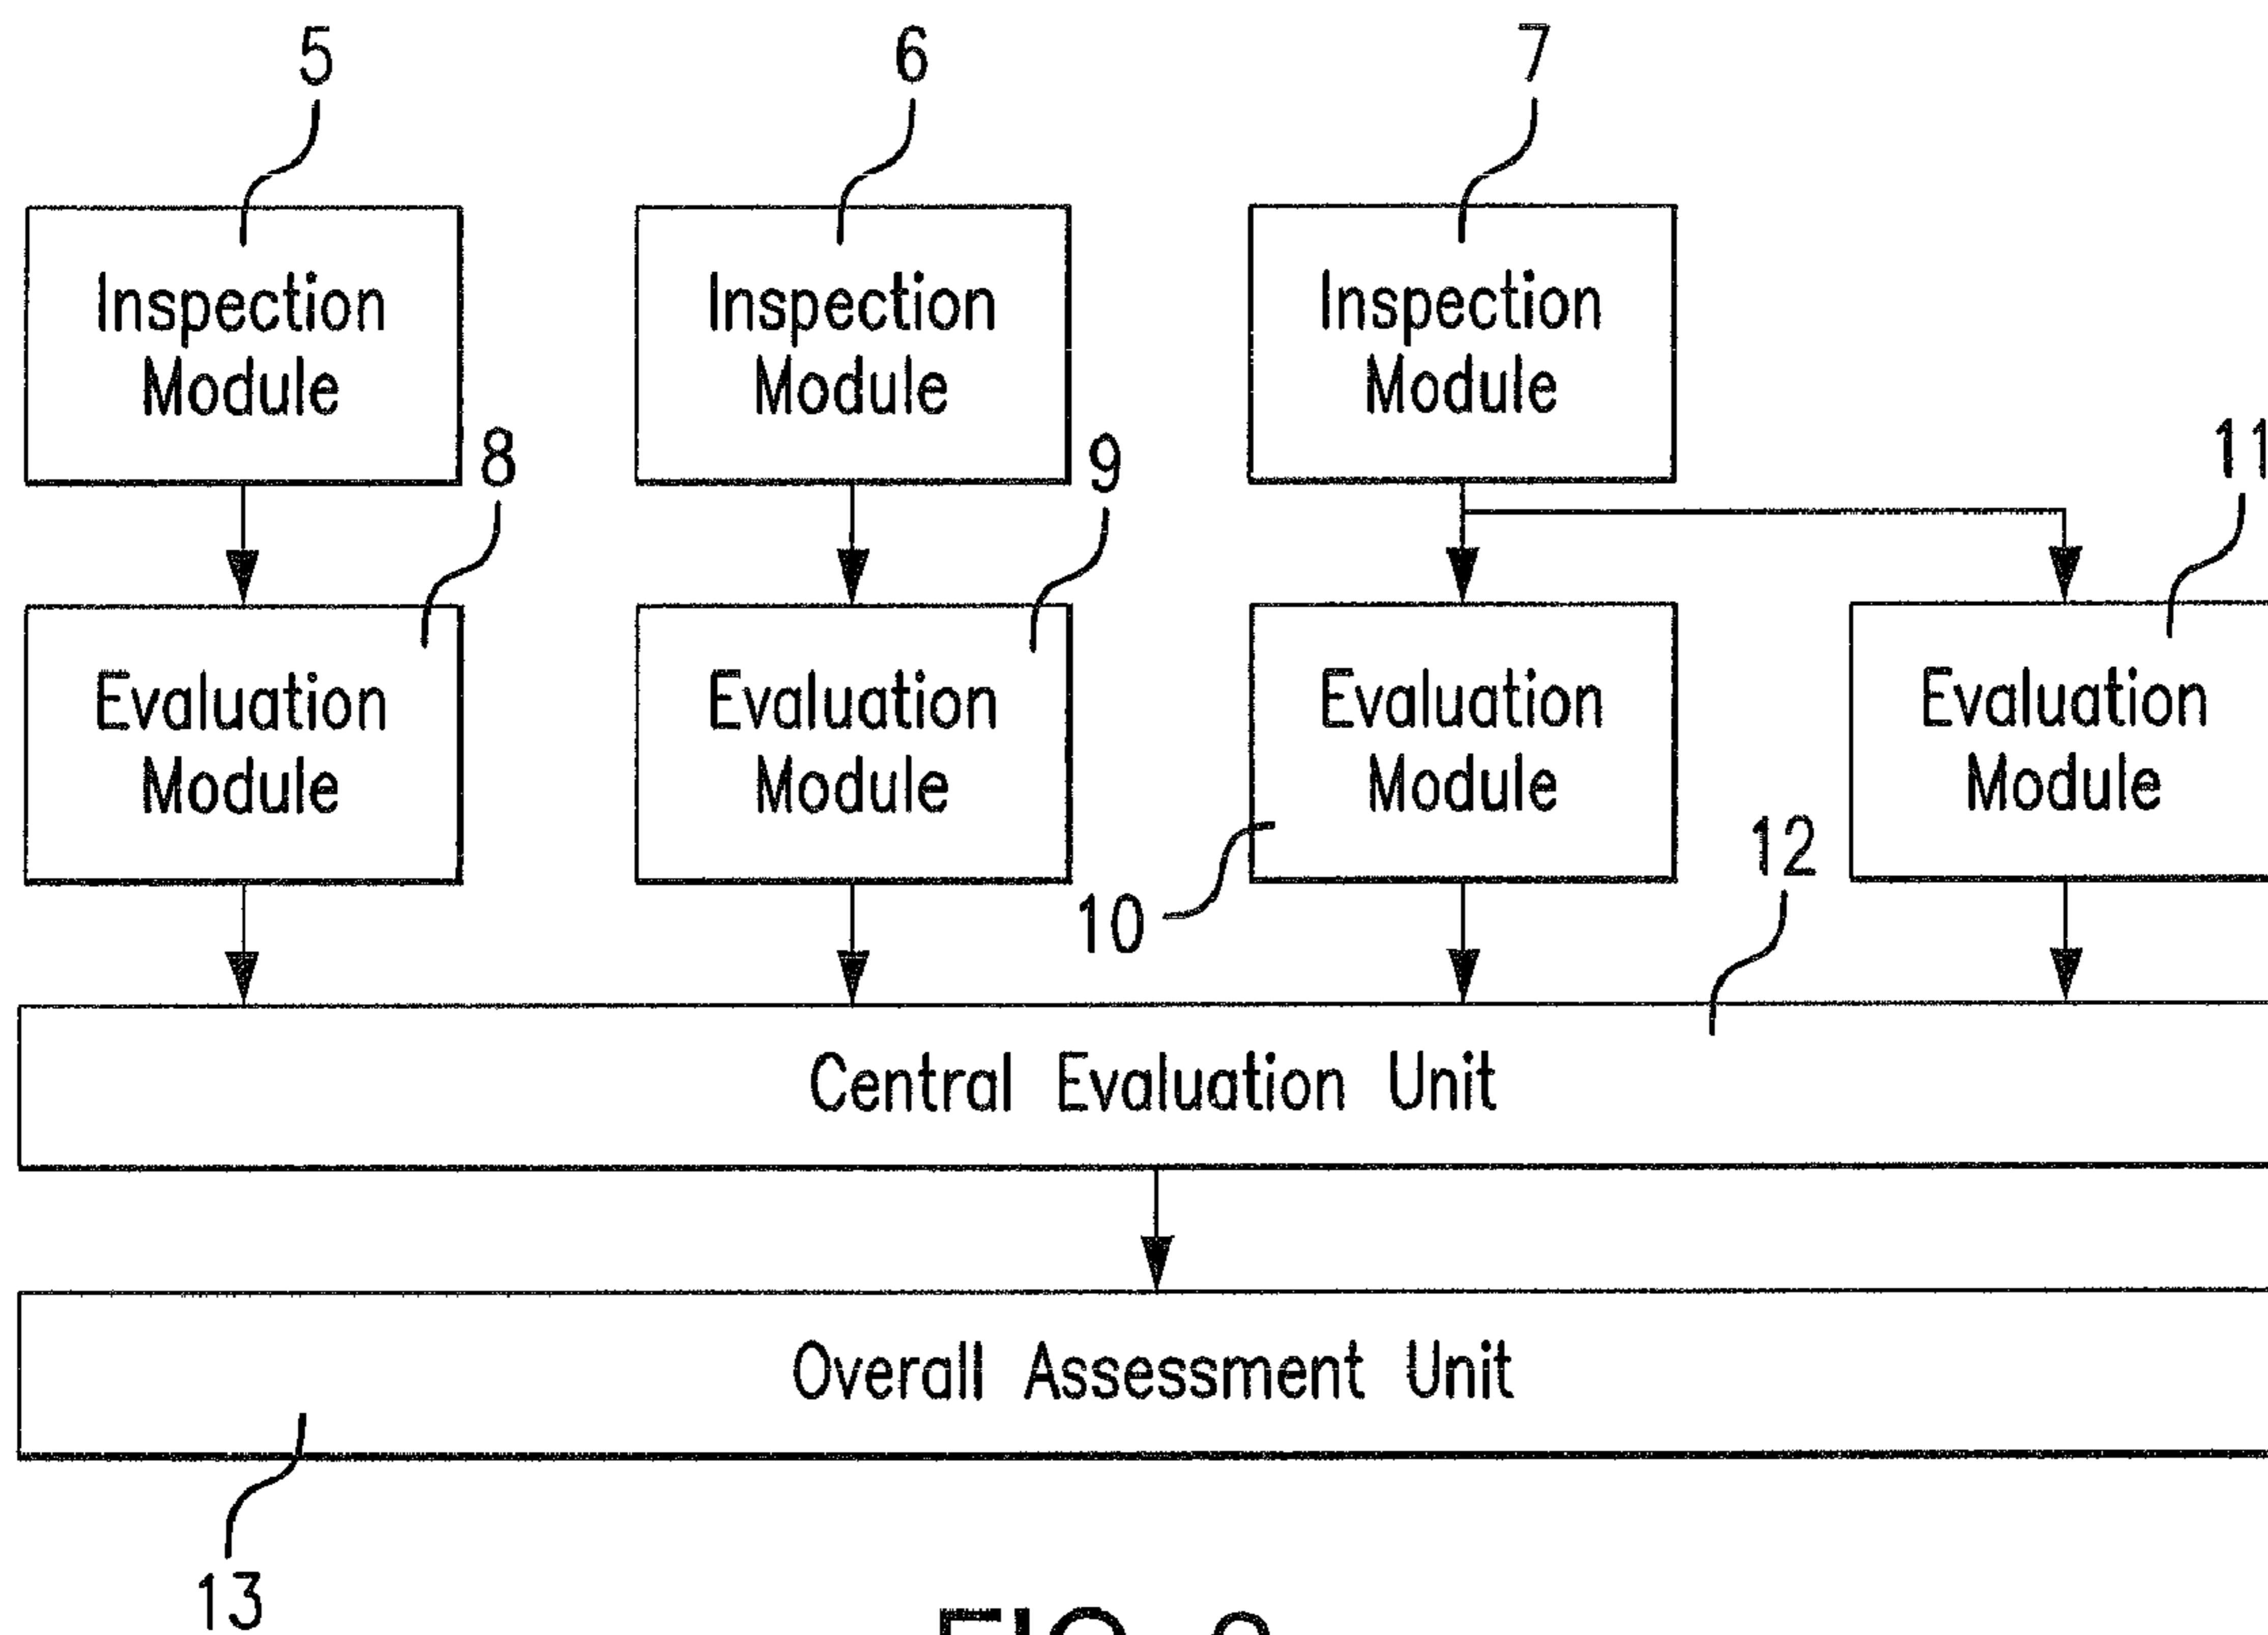 5
6
7
Inspection
Module
Inspection
Module
Inspection
Module
8
9
11
Evaluation
Module
Evaluation
Module
Evaluation
Module
Evaluation
Module
10
12
Central Evaluation Unit
Overall Assessment Unit
13
FIG.